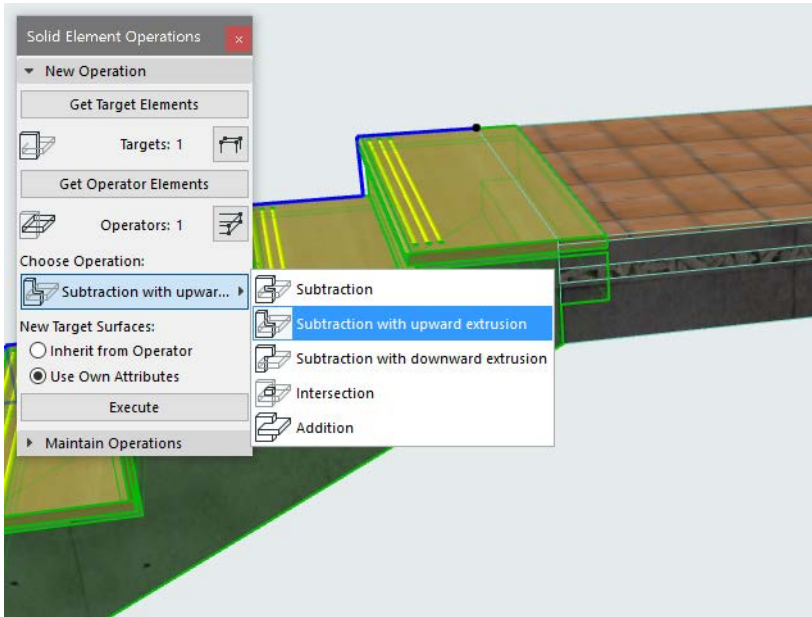 Solid Element Operations
New Operation
Get Target Elements
Targets: 1
Get Operator Elements
Operators: 1
Choose Operation:
Subtraction with upwar...
Subtraction
Subtraction with upward extrusion
Subtraction with downward extrusion
Intersection
Addition
New Target Surfaces:
Inherit from Operator
Use Own Attributes
Execute
Maintain Operations